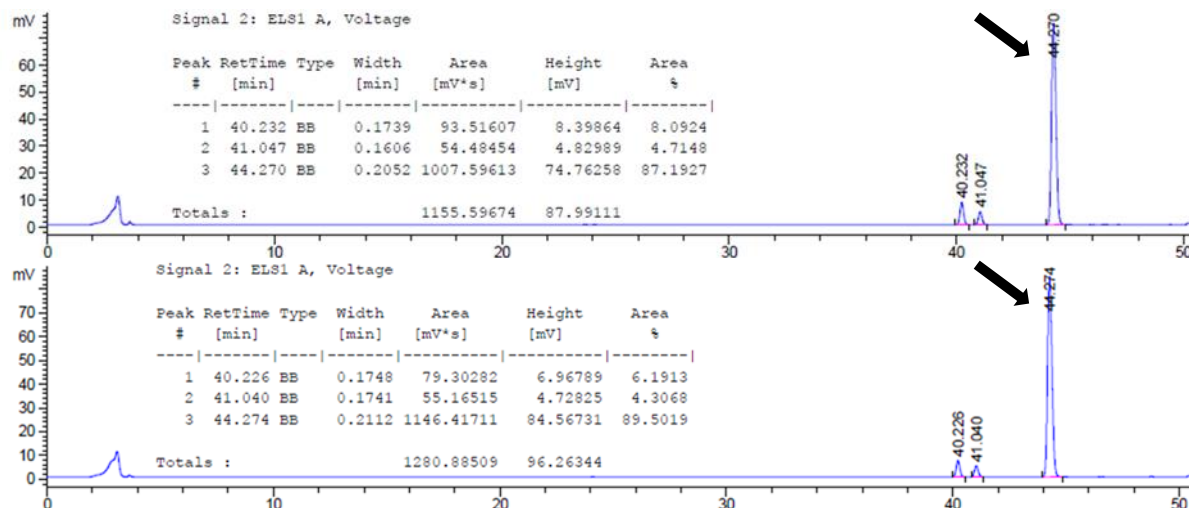 mV
Signal 2: ELS1 A, Voltage
Peak RetTime Type Width Area Height Area
# [min] [min] [mV*s] [mV] %
----|-------|----|-------|----------|----------|--------|
1 40.232 BB 0.1739 93.51607 8.39864 8.0924
2 41.047 BB 0.1606 54.48454 4.82989 4.7148
3 44.270 BB 0.2052 1007.59613 74.76258 87.1927
Totals : 1155.59674 87.99111
60
50
40
30
20
10
0
40.232
41.047
44.270
0 10 20 30 40 50
mV
Signal 2: ELS1 A, Voltage
Peak RetTime Type Width Area Height Area
# [min] [min] [mV*s] [mV] %
----|-------|----|-------|----------|----------|--------|
1 40.226 BB 0.1748 79.30282 6.96789 6.1913
2 41.040 BB 0.1741 55.16515 4.72825 4.3068
3 44.274 BB 0.2112 1146.41711 84.56731 89.5019
Totals : 1280.88509 96.26344
70
60
50
40
30
20
10
0
40.226
41.040
44.274
0 10 20 30 40 50